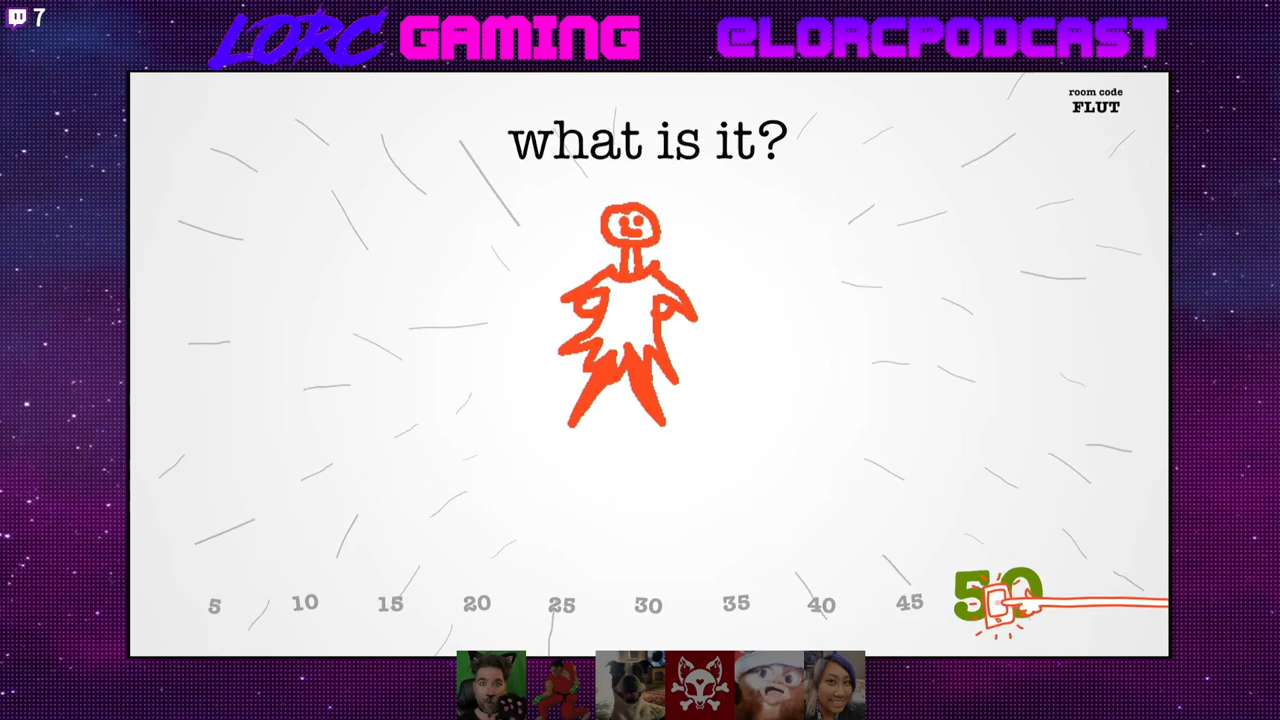 7
LORC GAMING @LORCPODCAST
room code
FLUT
what is it?
5 10 15 20 25 30 35 40 45 50